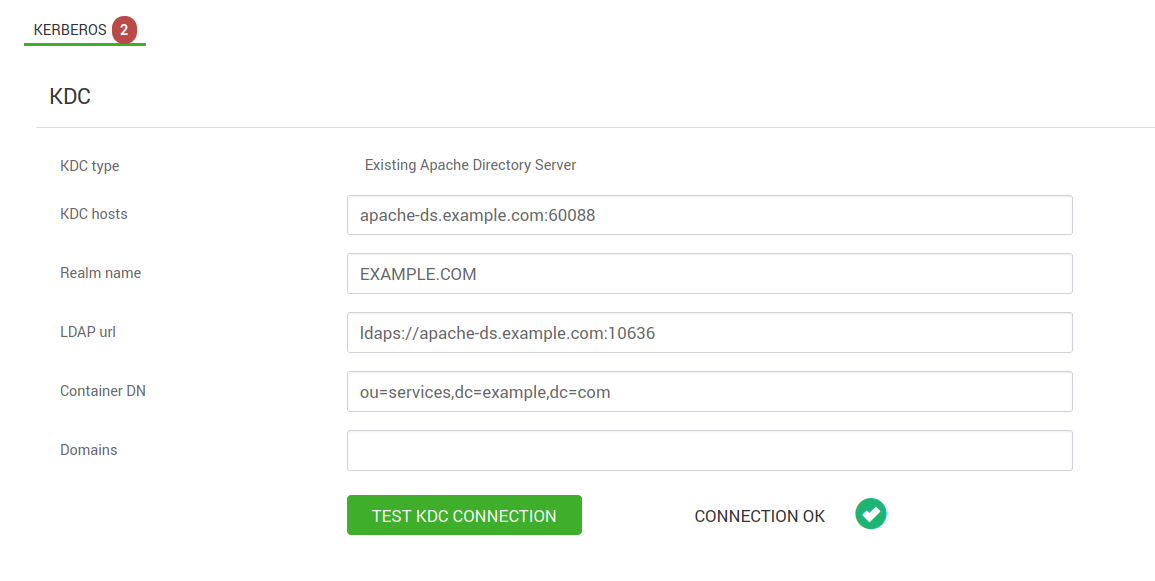 KERBEROS 2
KDC
KDC type Existing Apache Directory Server
KDC hosts apache-ds.example.com:60088
Realm name EXAMPLE.COM
LDAP url ldaps://apache-ds.example.com:10636
Container DN ou=services,dc=example,dc=com
Domains
TEST KDC CONNECTION CONNECTION OK